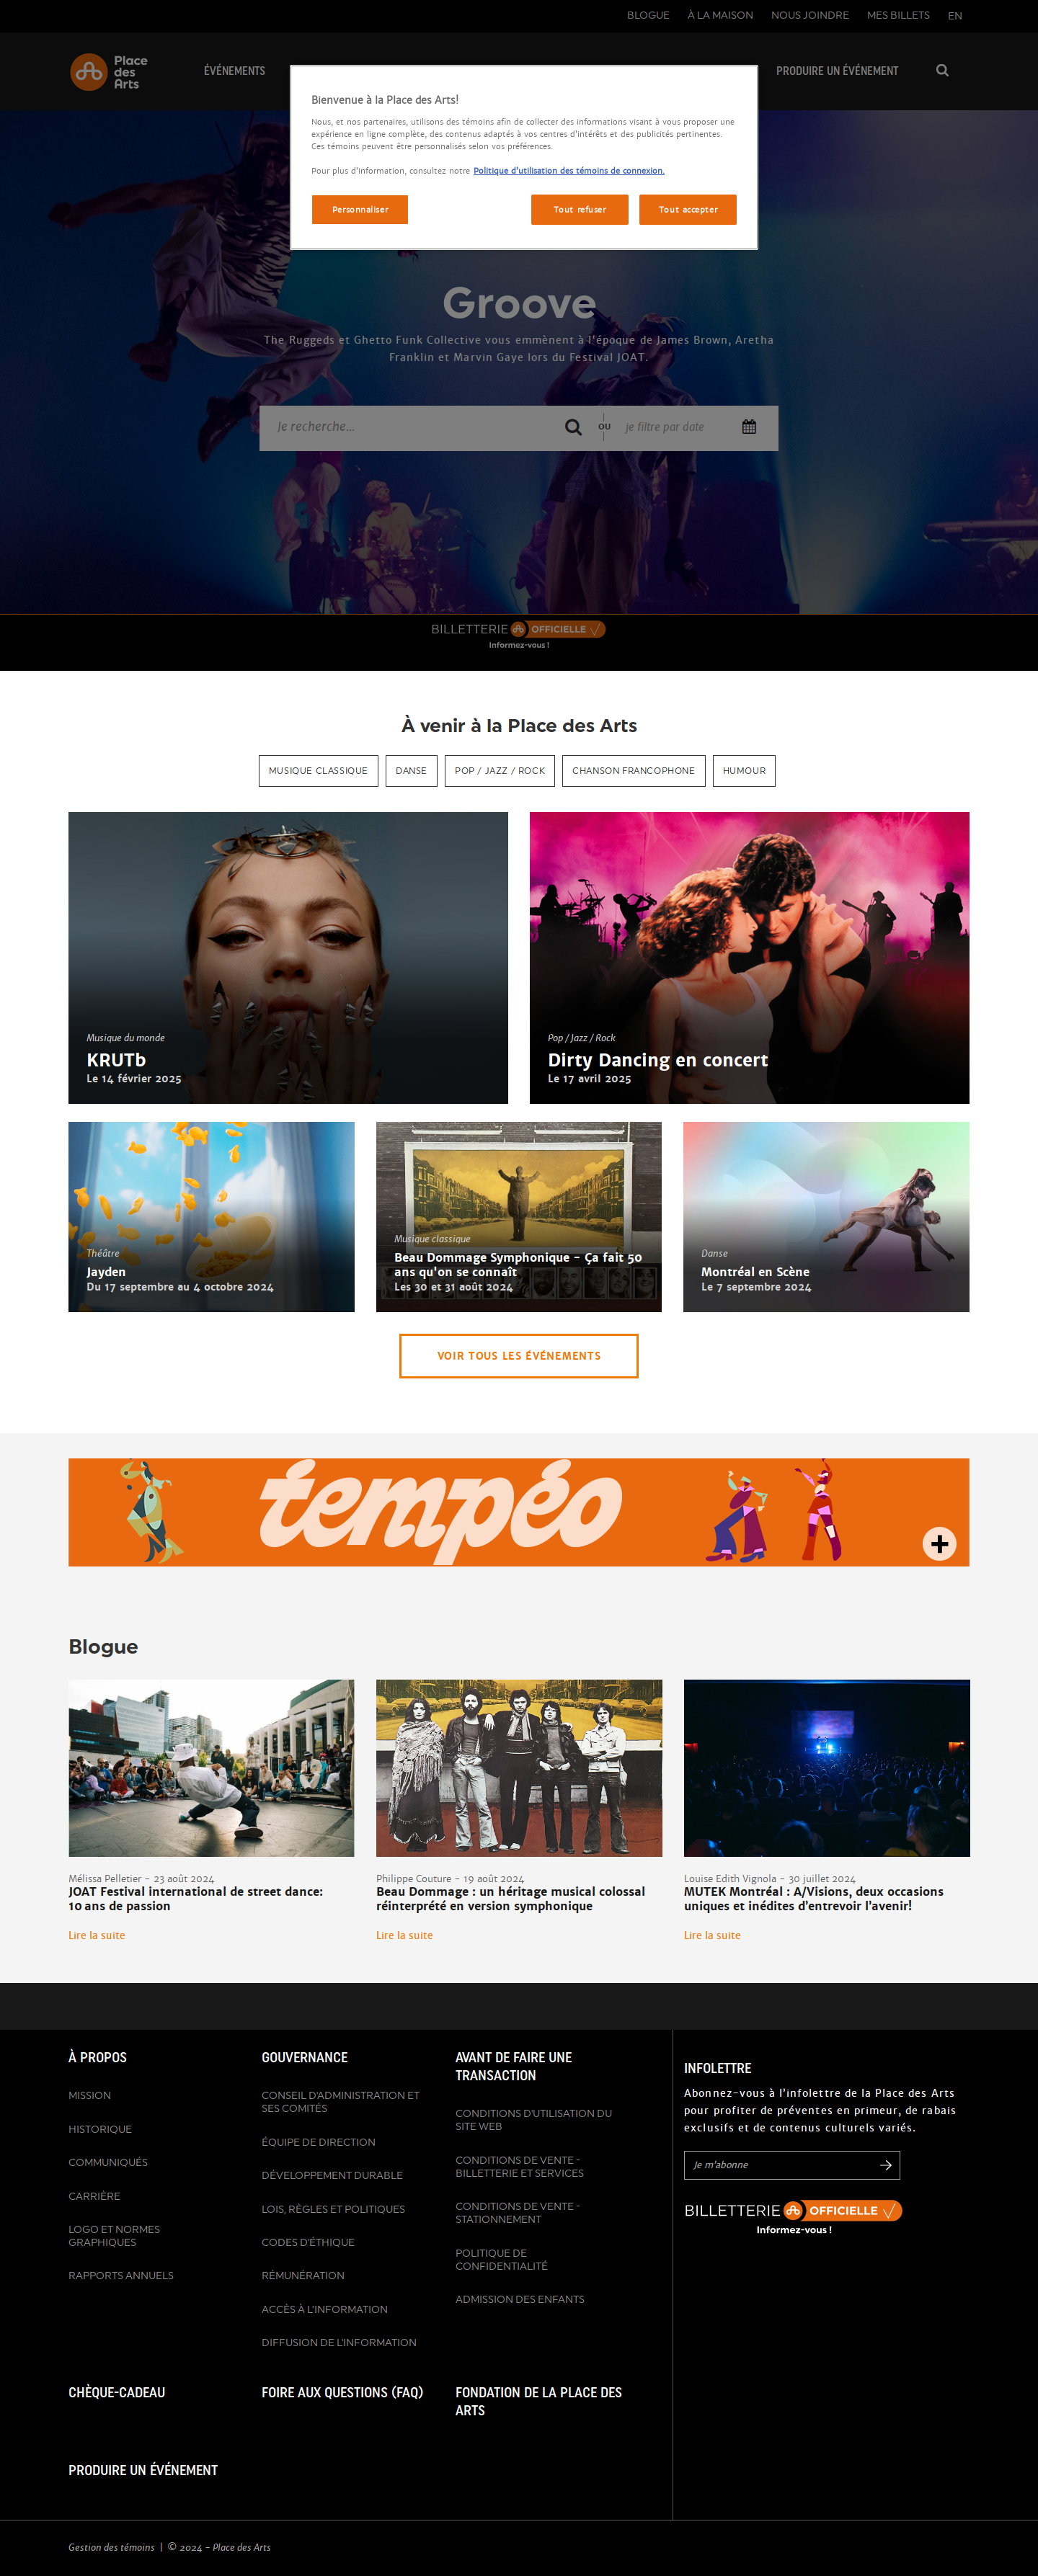 BLOGUE À LA MAISON NOUS JOINDRE MES BILLETS EN
Place
des
Arts
ÉVÉNEMENTS
PRODUIRE UN ÉVÉNEMENT
Bienvenue à la Place des Arts!
Nous, et nos partenaires, utilisons des témoins afin de collecter des informations visant à vous proposer une
expérience en ligne complète, des contenus adaptés à vos centres d'intérêts et des publicités pertinentes.
Ces témoins peuvent être personnalisés selon vos préférences.
Pour plus d'information, consultez notre Politique d'utilisation des témoins de connexion.
Personnaliser
Tout refuser
Tout accepter
Groove
The Ruggeds et Ghetto Funk Collective vous emmènent à l'époque de James Brown, Aretha
Franklin et Marvin Gaye lors du Festival JOAT.
Je recherche...
OU
je filtre par date
BILLETTERIE OFFICIELLE
Informez-vous !
À venir à la Place des Arts
MUSIQUE CLASSIQUE
DANSE
POP / JAZZ / ROCK
CHANSON FRANCOPHONE
HUMOUR
Musique du monde
KRUTb
Le 14 février 2025
Pop / Jazz / Rock
Dirty Dancing en concert
Le 17 avril 2025
Théâtre
Jayden
Du 17 septembre au 4 octobre 2024
Musique classique
Beau Dommage Symphonique - Ça fait 50
ans qu'on se connaît
Les 30 et 31 août 2024
Danse
Montréal en Scène
Le 7 septembre 2024
VOIR TOUS LES ÉVÉNEMENTS
tempéo
+
Blogue
Mélissa Pelletier - 23 août 2024
JOAT Festival international de street dance:
10 ans de passion
Lire la suite
Philippe Couture - 19 août 2024
Beau Dommage : un héritage musical colossal
réinterprété en version symphonique
Lire la suite
Louise Edith Vignola - 30 juillet 2024
MUTEK Montréal : A/Visions, deux occasions
uniques et inédites d'entrevoir l'avenir!
Lire la suite
À PROPOS
MISSION
HISTORIQUE
COMMUNIQUÉS
CARRIÈRE
LOGO ET NORMES
GRAPHIQUES
RAPPORTS ANNUELS
GOUVERNANCE
CONSEIL D'ADMINISTRATION ET
SES COMITÉS
ÉQUIPE DE DIRECTION
DÉVELOPPEMENT DURABLE
LOIS, RÈGLES ET POLITIQUES
CODES D'ÉTHIQUE
RÉMUNÉRATION
ACCÈS À L'INFORMATION
DIFFUSION DE L'INFORMATION
AVANT DE FAIRE UNE
TRANSACTION
CONDITIONS D'UTILISATION DU
SITE WEB
CONDITIONS DE VENTE -
BILLETTERIE ET SERVICES
CONDITIONS DE VENTE -
STATIONNEMENT
POLITIQUE DE
CONFIDENTIALITÉ
ADMISSION DES ENFANTS
INFOLETTRE
Abonnez-vous à l'infolettre de la Place des Arts
pour profiter de préventes en primeur, de rabais
exclusifs et de contenus culturels variés.
Je m'abonne
BILLETTERIE OFFICIELLE
Informez-vous !
CHÈQUE-CADEAU
FOIRE AUX QUESTIONS (FAQ)
FONDATION DE LA PLACE DES
ARTS
PRODUIRE UN ÉVÉNEMENT
Gestion des témoins | © 2024 - Place des Arts